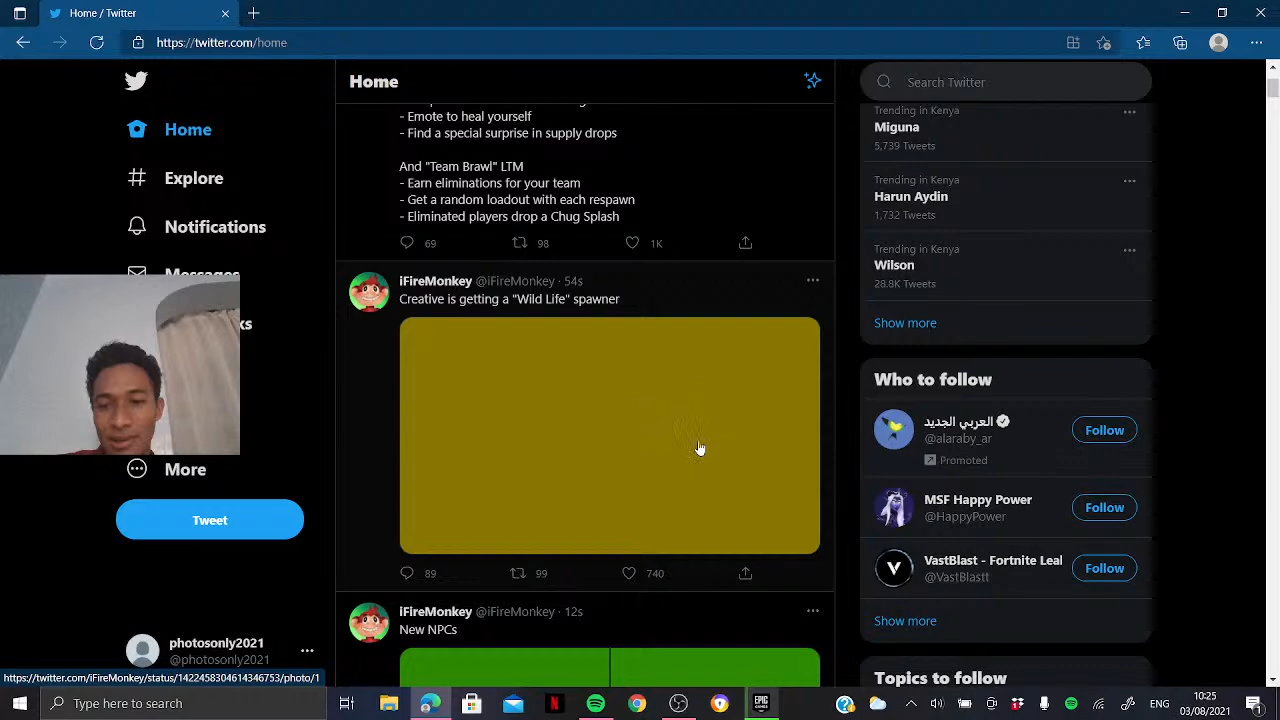 Home / Twitter
https://twitter.com/home
Home
Explore
Notifications
Messages
ks
More
Tweet
photosonly2021
@photosonly2021
Home
- Emote to heal yourself
- Find a special surprise in supply drops
And "Team Brawl" LTM
- Earn eliminations for your team
- Get a random loadout with each respawn
- Eliminated players drop a Chug Splash
69 98 1K
iFireMonkey @iFireMonkey · 54s
Creative is getting a "Wild Life" spawner
89 99 740
iFireMonkey @iFireMonkey · 12s
New NPCs
Search Twitter
Trending in Kenya
Miguna
5,739 Tweets
Trending in Kenya
Harun Aydin
1,732 Tweets
Trending in Kenya
Wilson
28.8K Tweets
Show more
Who to follow
العربي الجديد
@alaraby_ar
Promoted
Follow
MSF Happy Power
@HappyPower
Follow
VastBlast - Fortnite Leal
@VastBlastt
Follow
Show more
Topics to follow
https://twitter.com/iFireMonkey/status/1422458304614346753/photo/1
Type here to search
EPIC GAMES
10:25
03/08/2021